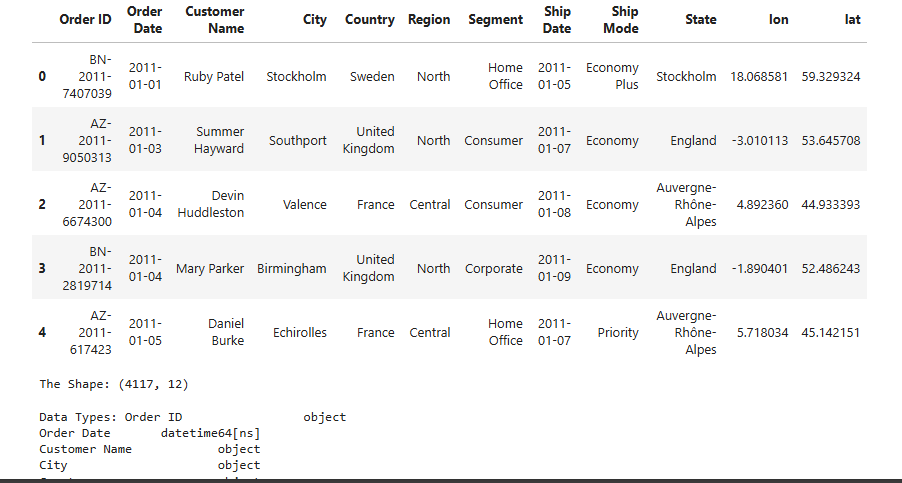 Order ID Order Date Customer Name City Country Region Segment Ship Date Ship Mode State lon lat
0 BN-2011-7407039 2011-01-01 Ruby Patel Stockholm Sweden North Home Office 2011-01-05 Economy Plus Stockholm 18.068581 59.329324
1 AZ-2011-9050313 2011-01-03 Summer Hayward Southport United Kingdom North Consumer 2011-01-07 Economy England -3.010113 53.645708
2 AZ-2011-6674300 2011-01-04 Devin Huddleston Valence France Central Consumer 2011-01-08 Economy Auvergne-Rhône-Alpes 4.892360 44.933393
3 BN-2011-2819714 2011-01-04 Mary Parker Birmingham United Kingdom North Corporate 2011-01-09 Economy England -1.890401 52.486243
4 AZ-2011-617423 2011-01-05 Daniel Burke Echirolles France Central Home Office 2011-01-07 Priority Auvergne-Rhône-Alpes 5.718034 45.142151
The Shape: (4117, 12)
Data Types: Order ID object
Order Date datetime64[ns]
Customer Name object
City object